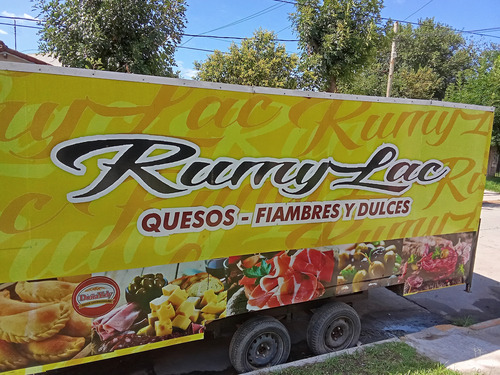 Rumy Lac
QUESOS - FIAMBRES Y DULCES